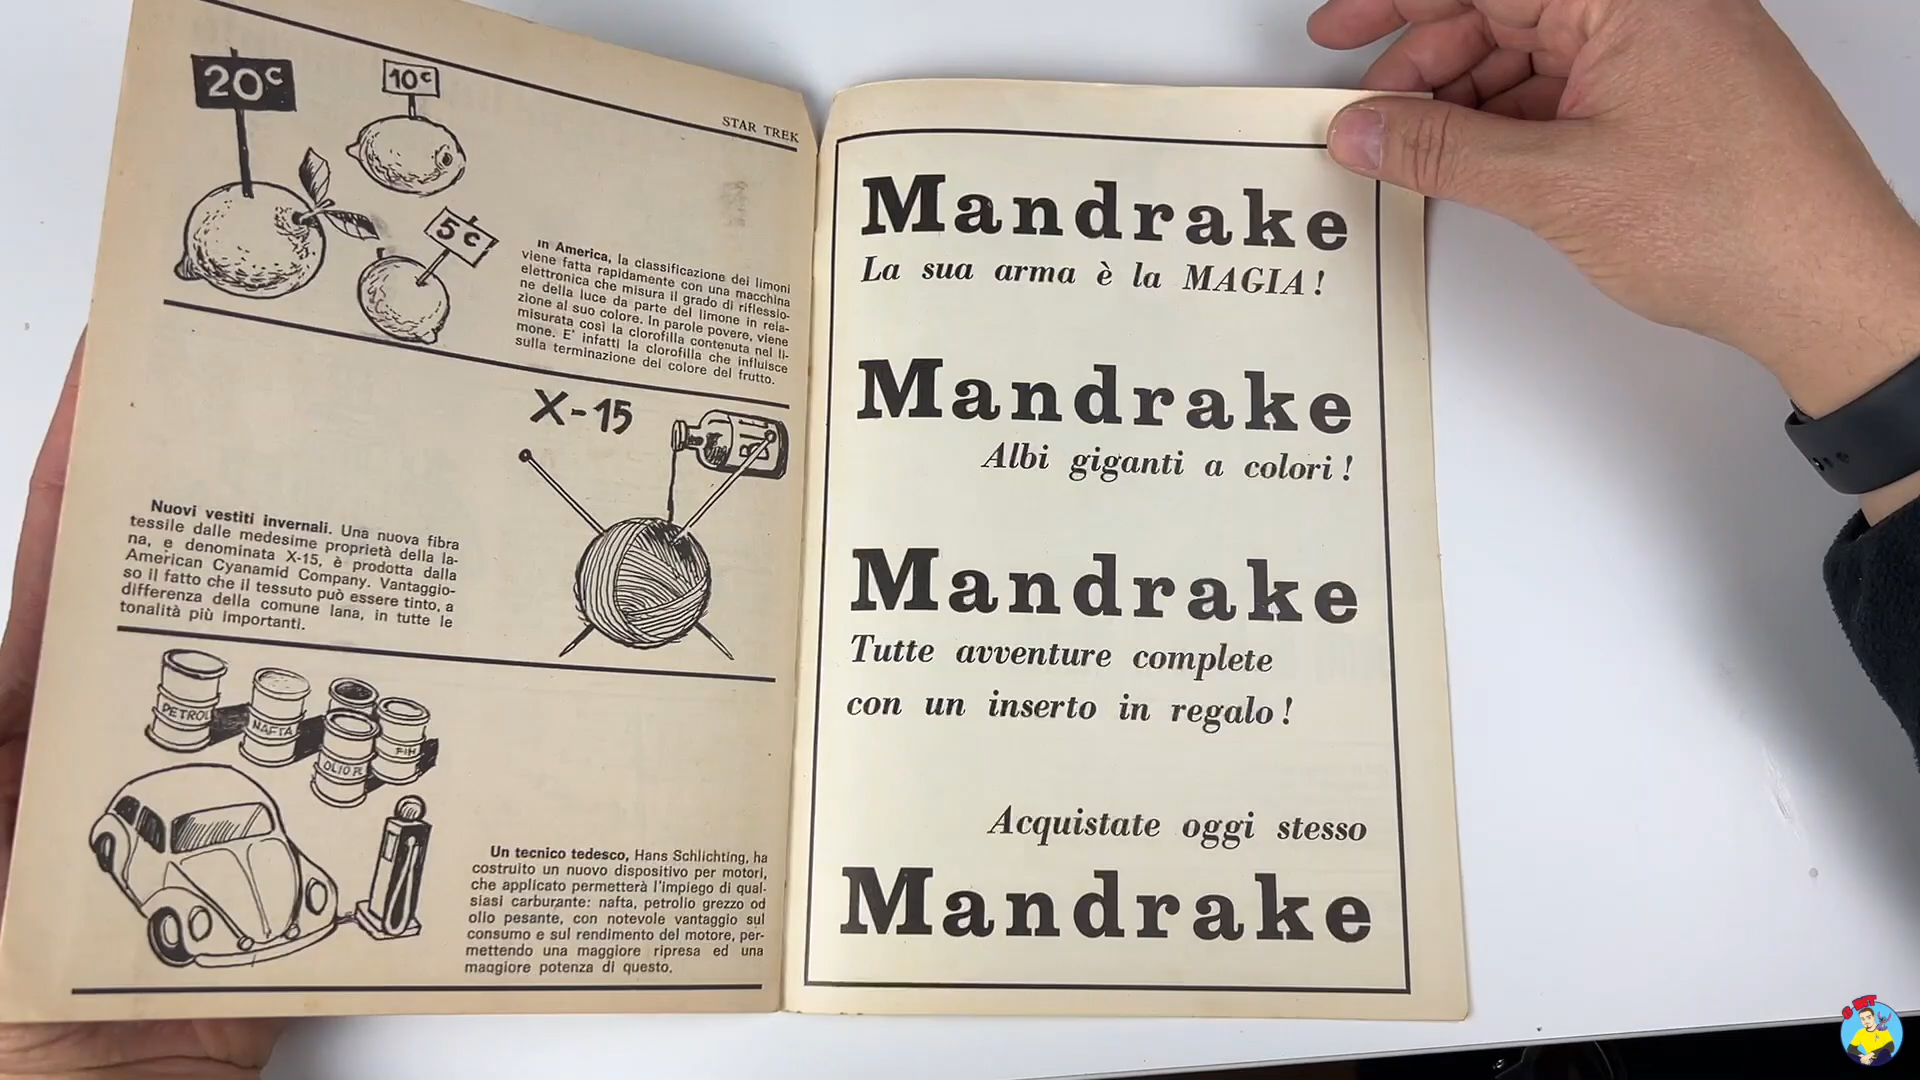 20c
10c
5c
STAR TREK
In America, la classificazione dei limoni
viene fatta rapidamente con una macchina
elettronica che misura il grado di riflessio-
ne della luce da parte del limone in rela-
zione al suo colore. In parole povere, viene
misurata così la clorofilla contenuta nel li-
mone. E' infatti la clorofilla che influisce
sulla terminazione del colore del frutto.
X-15
Nuovi vestiti invernali. Una nuova fibra
tessile dalle medesime proprietà della la-
na, e denominata X-15, è prodotta dalla
American Cyanamid Company. Vantaggio-
so il fatto che il tessuto può essere tinto, a
differenza della comune lana, in tutte le
tonalità più importanti.
PETROL
NAFTA
OLIO PE
Un tecnico tedesco, Hans Schlichting, ha
costruito un nuovo dispositivo per motori,
che applicato permetterà l'impiego di qual-
siasi carburante: nafta, petrolio grezzo od
olio pesante, con notevole vantaggio sul
consumo e sul rendimento del motore, per-
mettendo una maggiore ripresa ed una
maggiore potenza di questo.
Mandrake
La sua arma è la MAGIA !
Mandrake
Albi giganti a colori !
Mandrake
Tutte avventure complete
con un inserto in regalo !
Acquistate oggi stesso
Mandrake